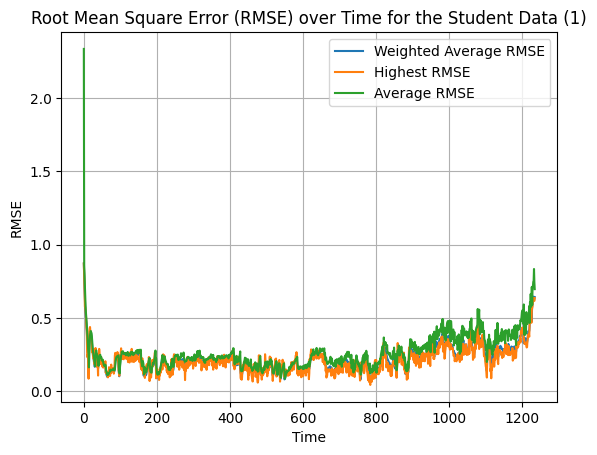 Root Mean Square Error (RMSE) over Time for the Student Data (1)
Weighted Average RMSE
Highest RMSE
Average RMSE
RMSE
2.0
1.5
1.0
0.5
0.0
0 200 400 600 800 1000 1200
Time